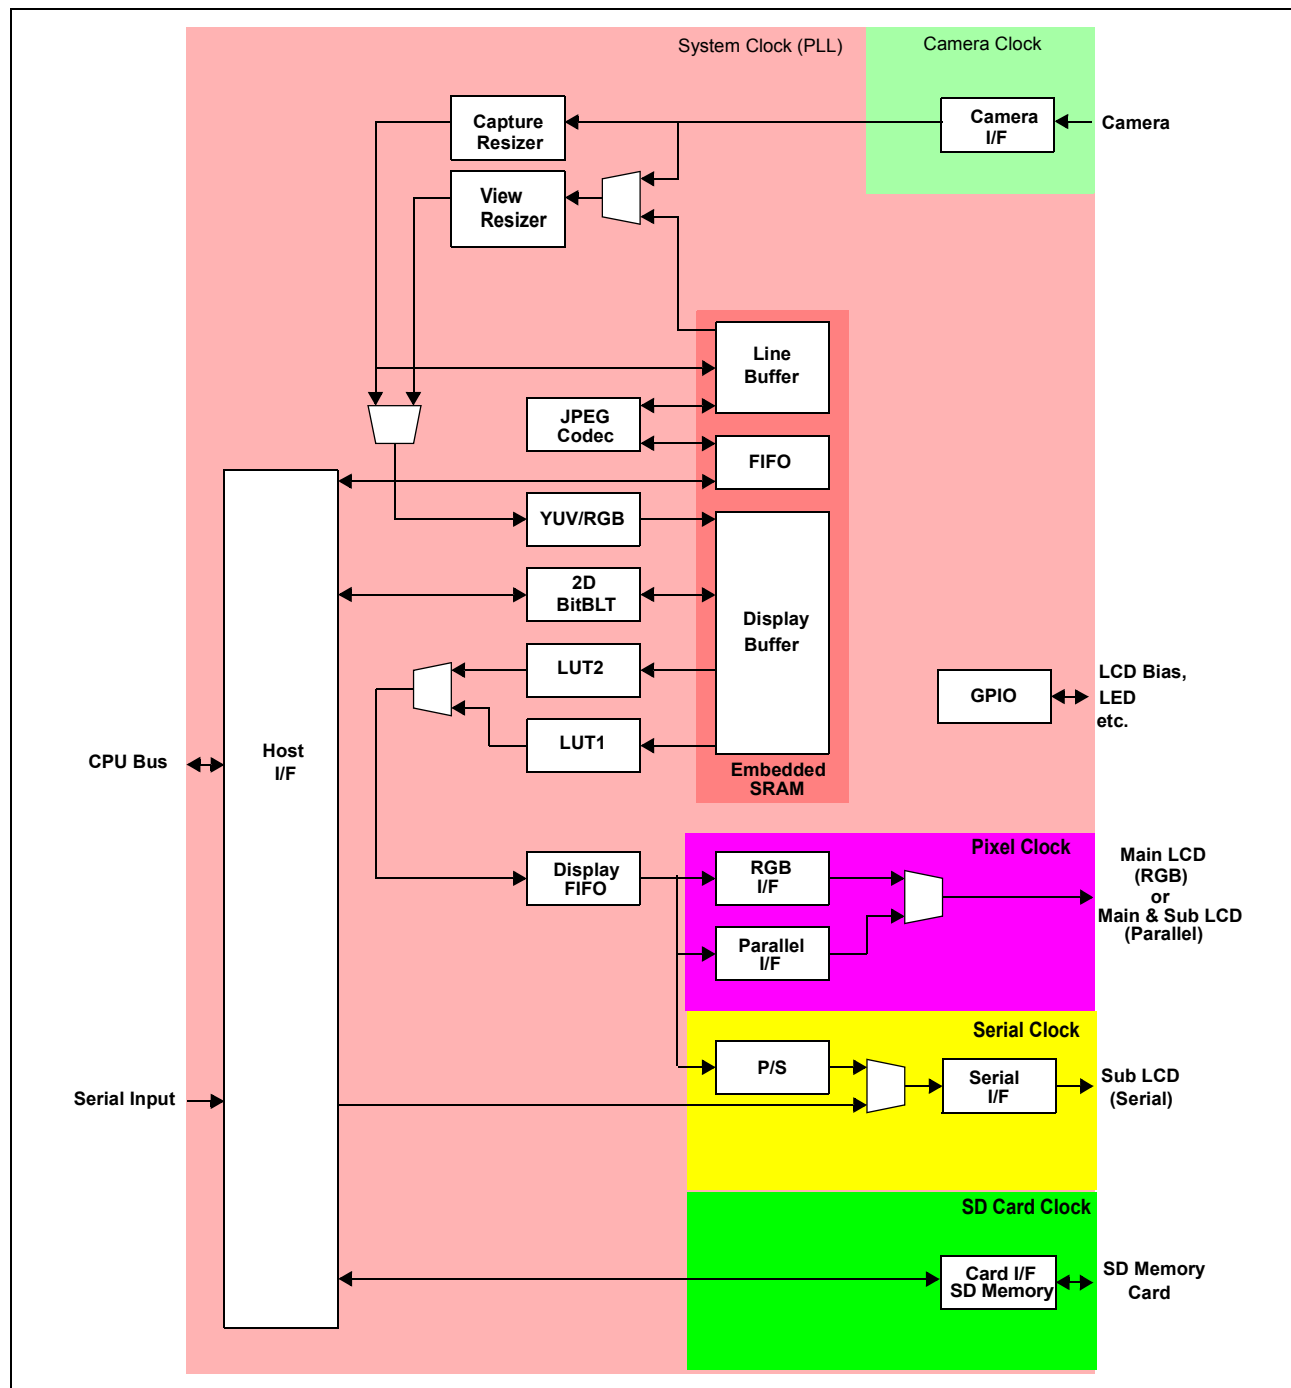 System Clock (PLL)
Camera Clock
Capture
Resizer
Camera
I/F
Camera
View
Resizer
Line
Buffer
JPEG
Codec
FIFO
YUV/RGB
2D
BitBLT
Display
Buffer
LUT2
LUT1
GPIO
LCD Bias,
LED
etc.
CPU Bus
Host
I/F
Embedded
SRAM
Pixel Clock
Display
FIFO
RGB
I/F
Parallel
I/F
Main LCD
(RGB)
or
Main & Sub LCD
(Parallel)
Serial Clock
P/S
Serial
I/F
Sub LCD
(Serial)
Serial Input
SD Card Clock
Card I/F
SD Memory
SD Memory
Card